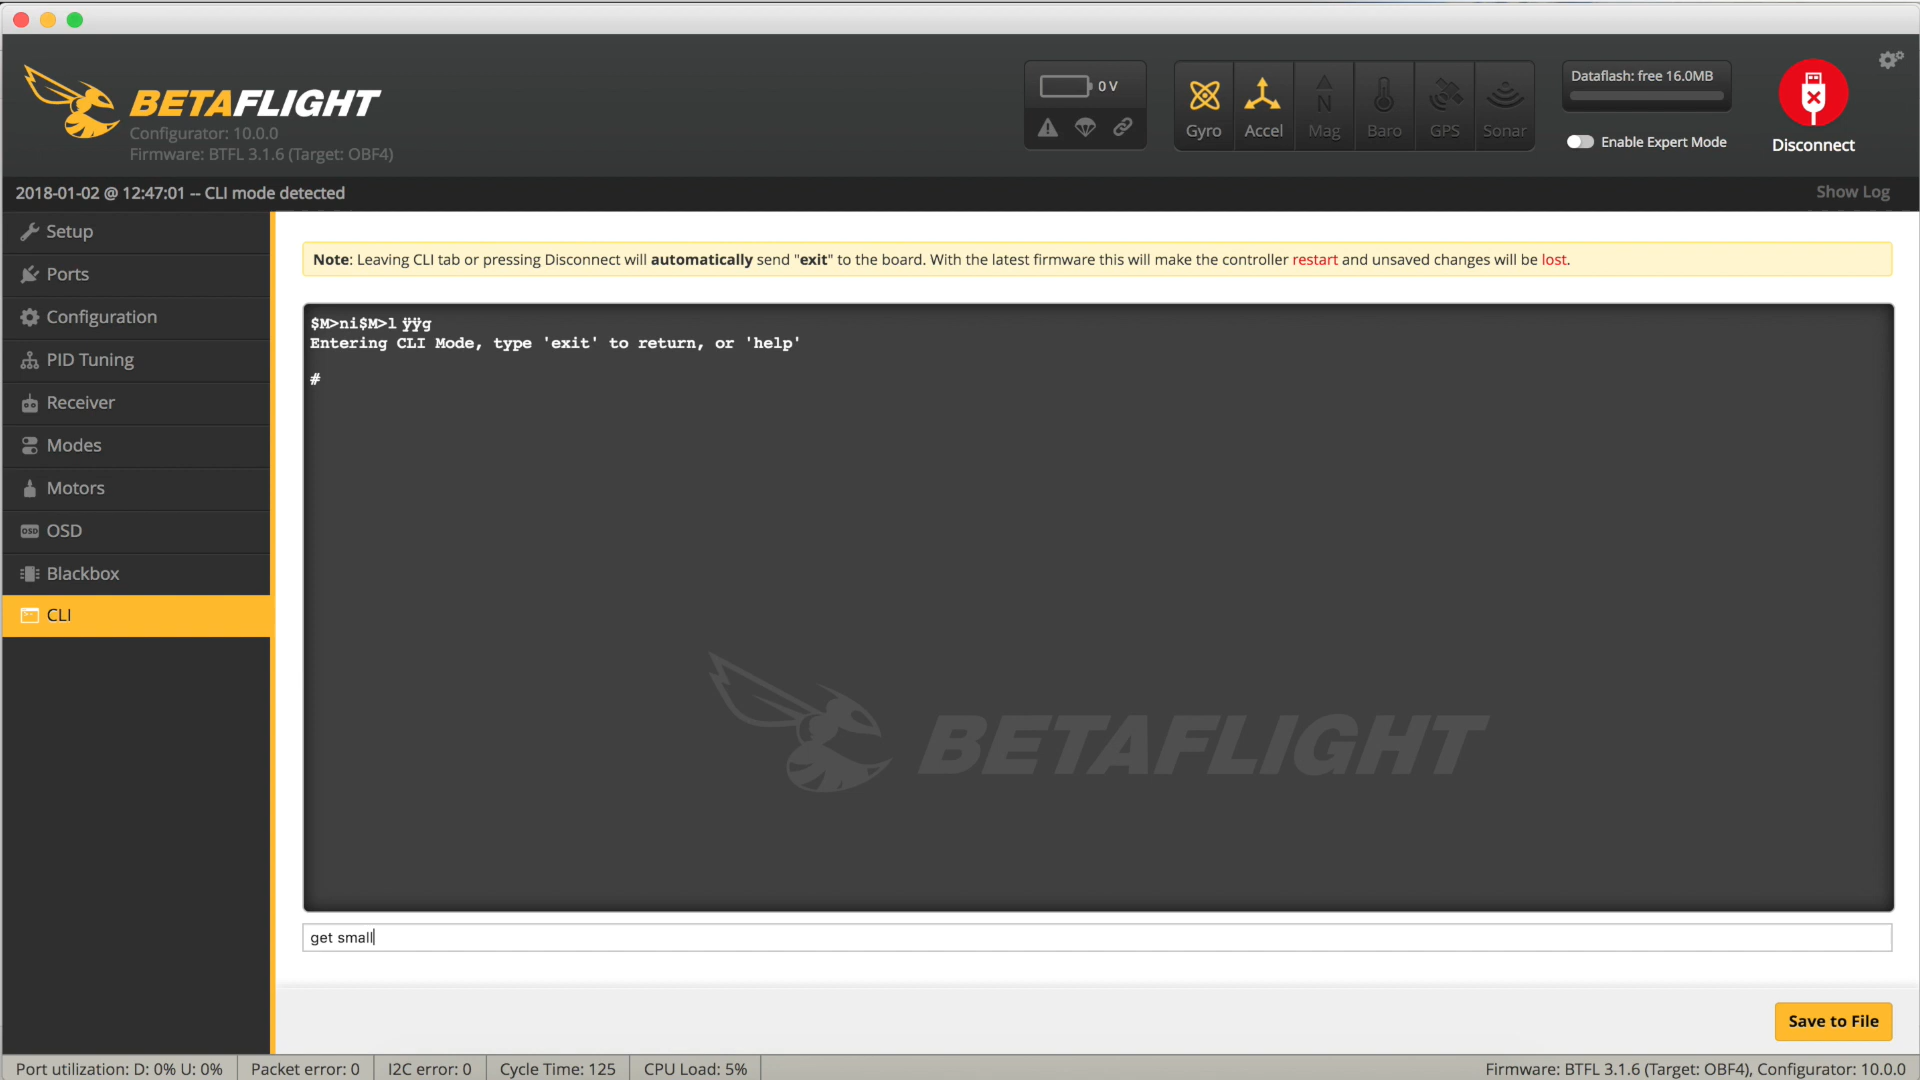 BETAFLIGHT
Configurator: 10.0.0
Firmware: BTFL 3.1.6 (Target: OBF4)
0 V
Gyro
Accel
N
Mag
Baro
GPS
Sonar
Dataflash: free 16.0MB
Enable Expert Mode
Disconnect
2018-01-02 @ 12:47:01 -- CLI mode detected
Show Log
Setup
Ports
Configuration
PID Tuning
Receiver
Modes
Motors
OSD OSD
Blackbox
CLI
Note: Leaving CLI tab or pressing Disconnect will automatically send "exit" to the board. With the latest firmware this will make the controller restart and unsaved changes will be lost.
$M>ni$M>l ÿÿg
Entering CLI Mode, type 'exit' to return, or 'help'
#
BETAFLIGHT
get small
Save to File
Port utilization: D: 0% U: 0%
Packet error: 0
I2C error: 0
Cycle Time: 125
CPU Load: 5%
Firmware: BTFL 3.1.6 (Target: OBF4), Configurator: 10.0.0